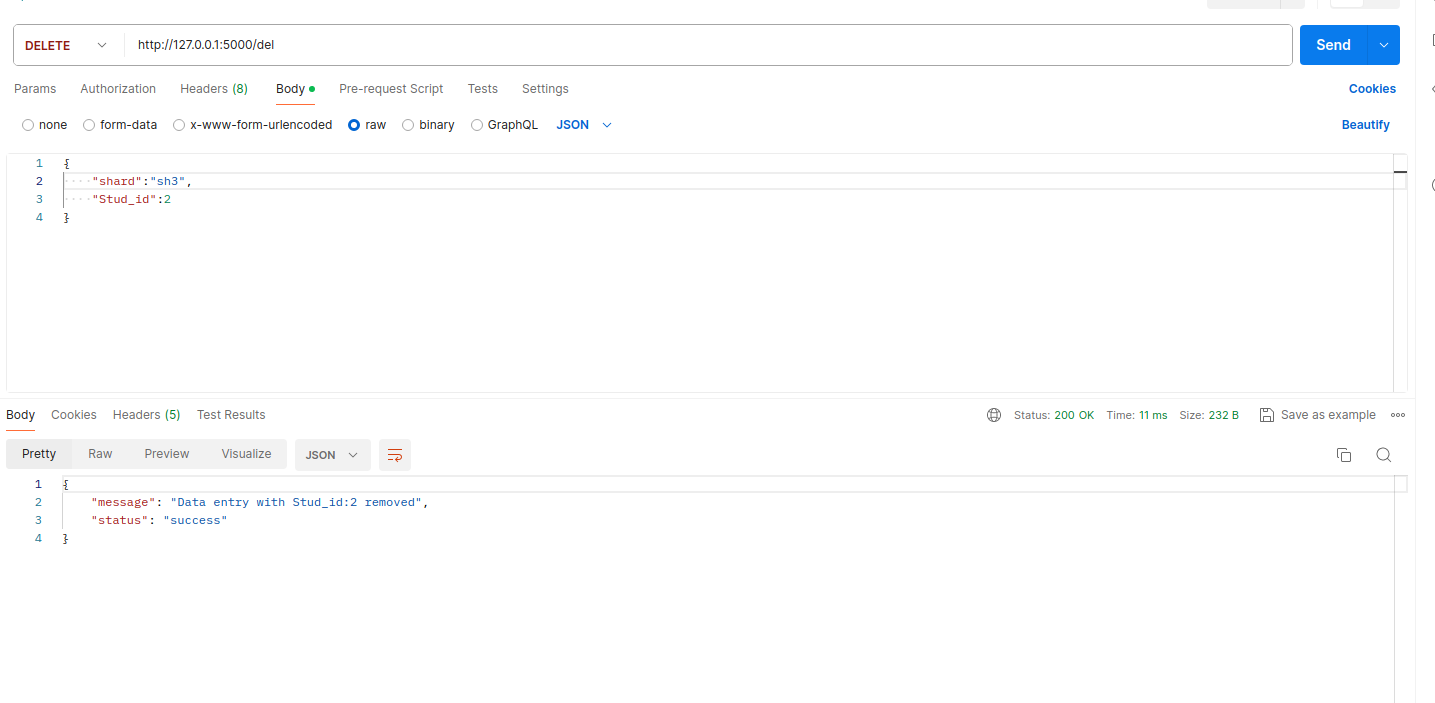 DELETE http://127.0.0.1:5000/del Send
Params Authorization Headers (8) Body Pre-request Script Tests Settings Cookies
none form-data x-www-form-urlencoded raw binary GraphQL JSON Beautify
1 {
2 "shard":"sh3",
3 "Stud_id":2
4 }
Body Cookies Headers (5) Test Results Status: 200 OK Time: 11 ms Size: 232 B Save as example
Pretty Raw Preview Visualize JSON
1 {
2 "message": "Data entry with Stud_id:2 removed",
3 "status": "success"
4 }